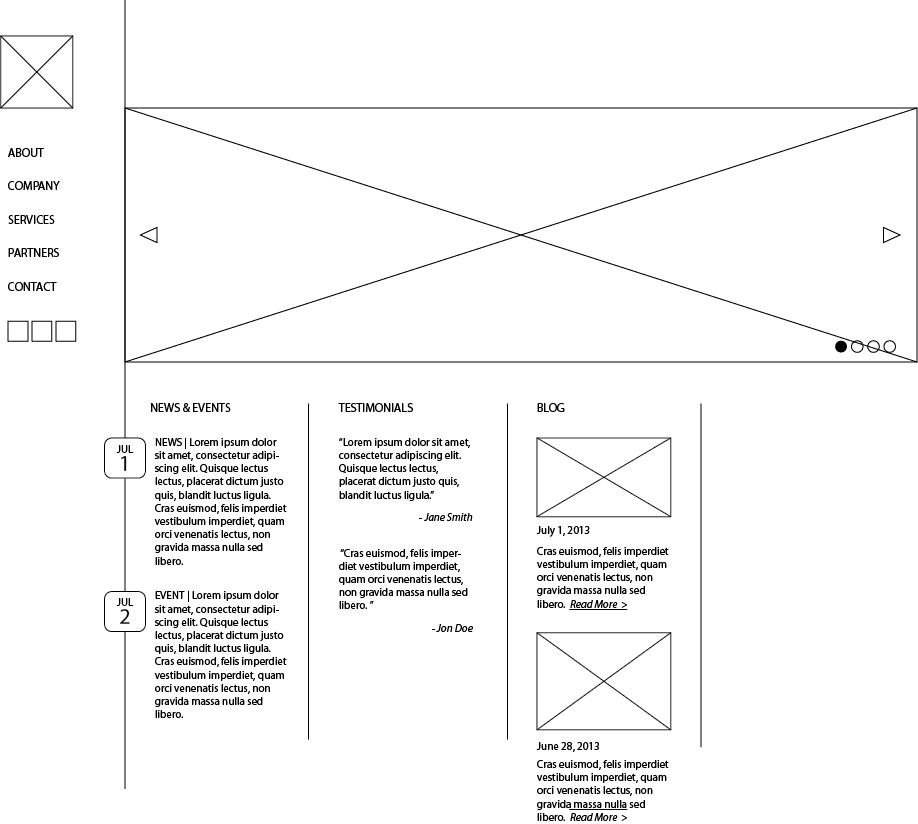 ABOUT
COMPANY
SERVICES
PARTNERS
CONTACT
NEWS & EVENTS
JUL
1
NEWS | Lorem ipsum dolor
sit amet, consectetur adipi-
scing elit. Quisque lectus
lectus, placerat dictum justo
quis, blandit luctus ligula.
Cras euismod, felis imperdiet
vestibulum imperdiet, quam
orci venenatis lectus, non
gravida massa nulla sed
libero.
JUL
2
EVENT | Lorem ipsum dolor
sit amet, consectetur adipi-
scing elit. Quisque lectus
lectus, placerat dictum justo
quis, blandit luctus ligula.
Cras euismod, felis imperdiet
vestibulum imperdiet, quam
orci venenatis lectus, non
gravida massa nulla sed
libero.
TESTIMONIALS
“Lorem ipsum dolor sit amet,
consectetur adipiscing elit.
Quisque lectus lectus,
placerat dictum justo quis,
blandit luctus ligula.”
- Jane Smith
“Cras euismod, felis imper-
diet vestibulum imperdiet,
quam orci venenatis lectus,
non gravida massa nulla sed
libero. ”
- Jon Doe
BLOG
July 1, 2013
Cras euismod, felis imperdiet
vestibulum imperdiet, quam
orci venenatis lectus, non
gravida massa nulla sed
libero. Read More >
June 28, 2013
Cras euismod, felis imperdiet
vestibulum imperdiet, quam
orci venenatis lectus, non
gravida massa nulla sed
libero. Read More >